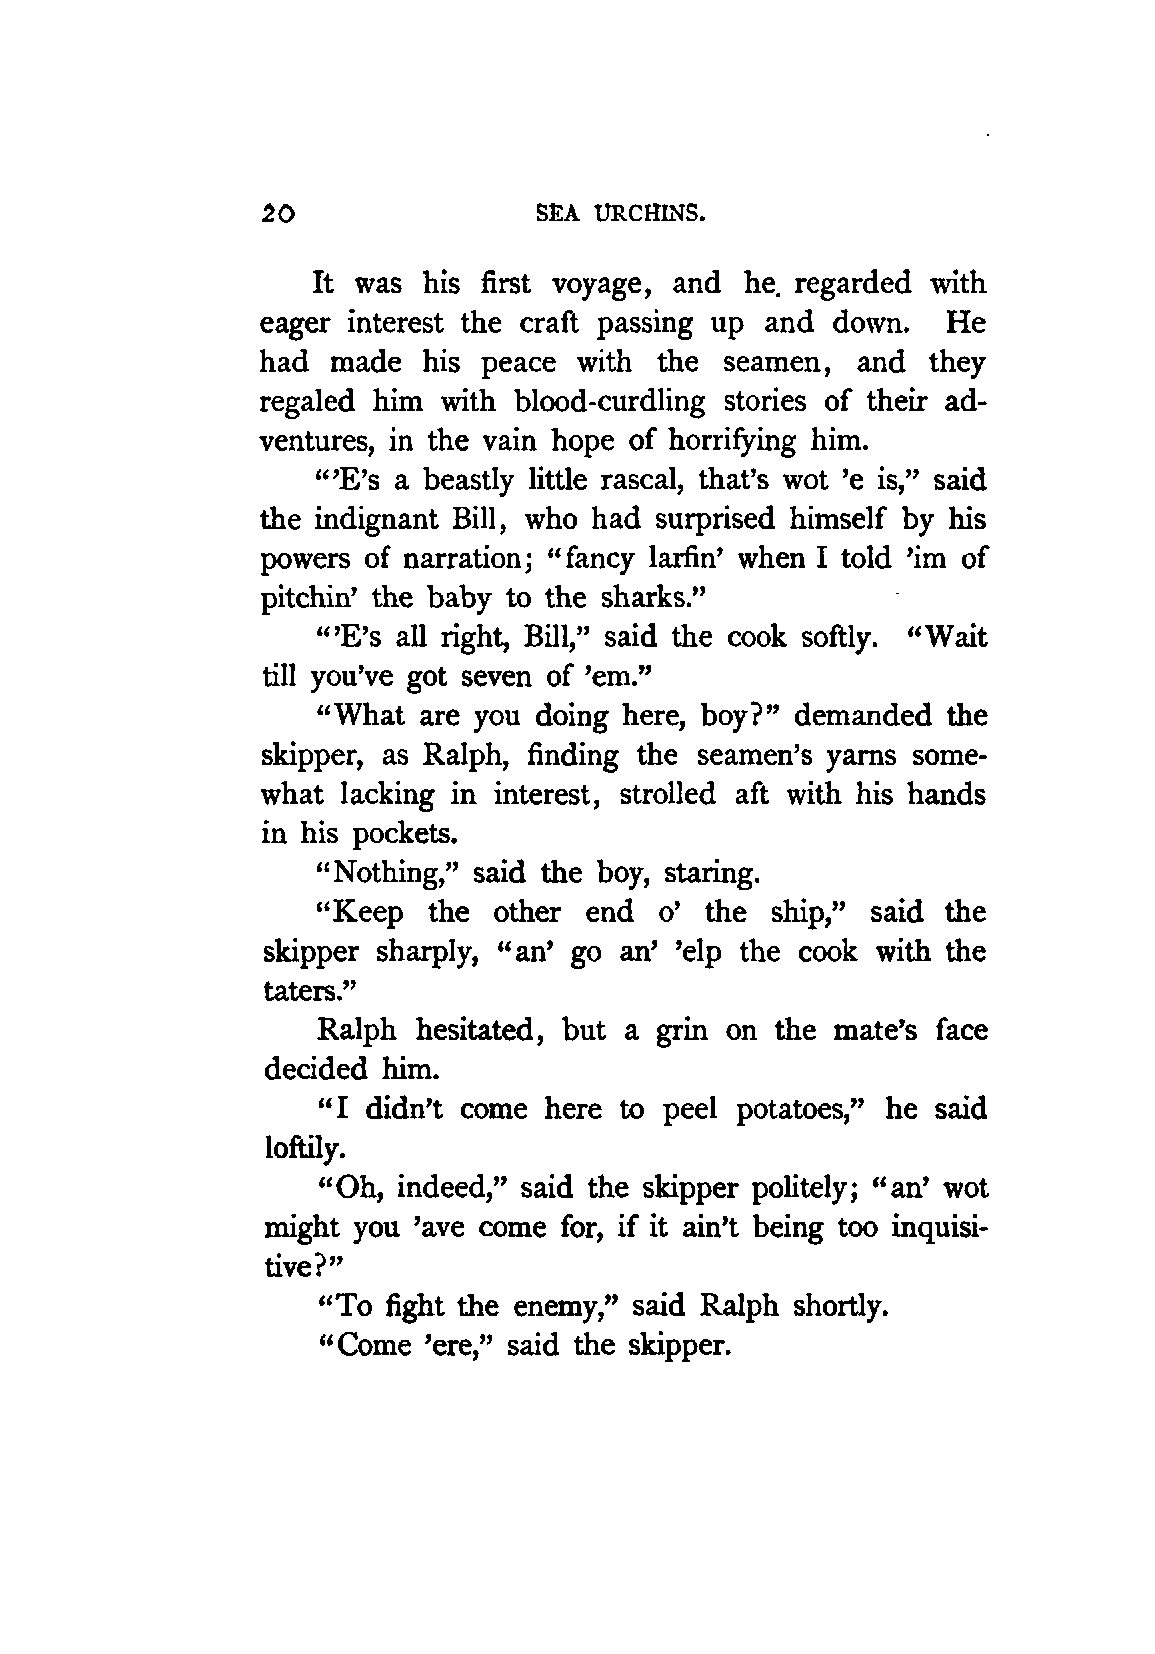 20 SEA URCHINS.
It was his first voyage, and he. regarded with
eager interest the craft passing up and down. He
had made his peace with the seamen, and they
regaled him with blood-curdling stories of their ad-
ventures, in the vain hope of horrifying him.
“’E’s a beastly little rascal, that’s wot ’e is,” said
the indignant Bill, who had surprised himself by his
powers of narration; “fancy larfin’ when I told ’im of
pitchin’ the baby to the sharks.”
“’E’s all right, Bill,” said the cook softly. “Wait
till you’ve got seven of ’em.”
“What are you doing here, boy?” demanded the
skipper, as Ralph, finding the seamen’s yarns some-
what lacking in interest, strolled aft with his hands
in his pockets.
“Nothing,” said the boy, staring.
“Keep the other end o’ the ship,” said the
skipper sharply, “an’ go an’ ’elp the cook with the
taters.”
Ralph hesitated, but a grin on the mate’s face
decided him.
“I didn’t come here to peel potatoes,” he said
loftily.
“Oh, indeed,” said the skipper politely; “an’ wot
might you ’ave come for, if it ain’t being too inquisi-
tive?”
“To fight the enemy,” said Ralph shortly.
“Come ’ere,” said the skipper.